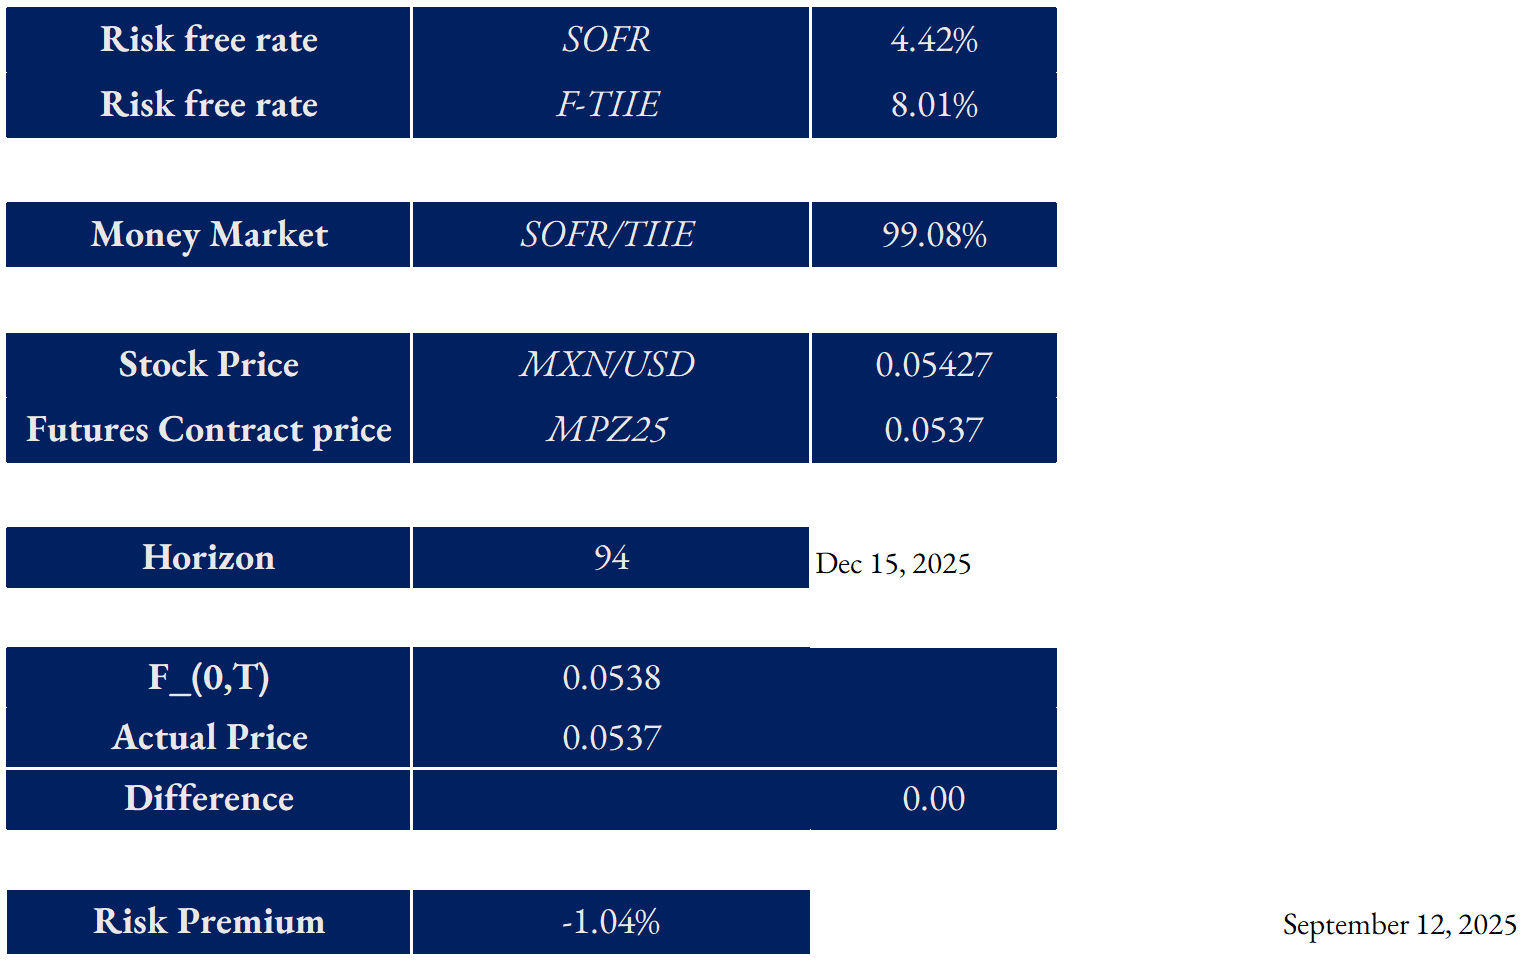 Risk free rate SOFR 4.42%
Risk free rate F-TIIE 8.01%
Money Market SOFR/TIIE 99.08%
Stock Price MXN/USD 0.05427
Futures Contract price MPZ25 0.0537
Horizon 94 Dec 15, 2025
F_(0,T) 0.0538
Actual Price 0.0537
Difference 0.00
Risk Premium -1.04% September 12, 2025